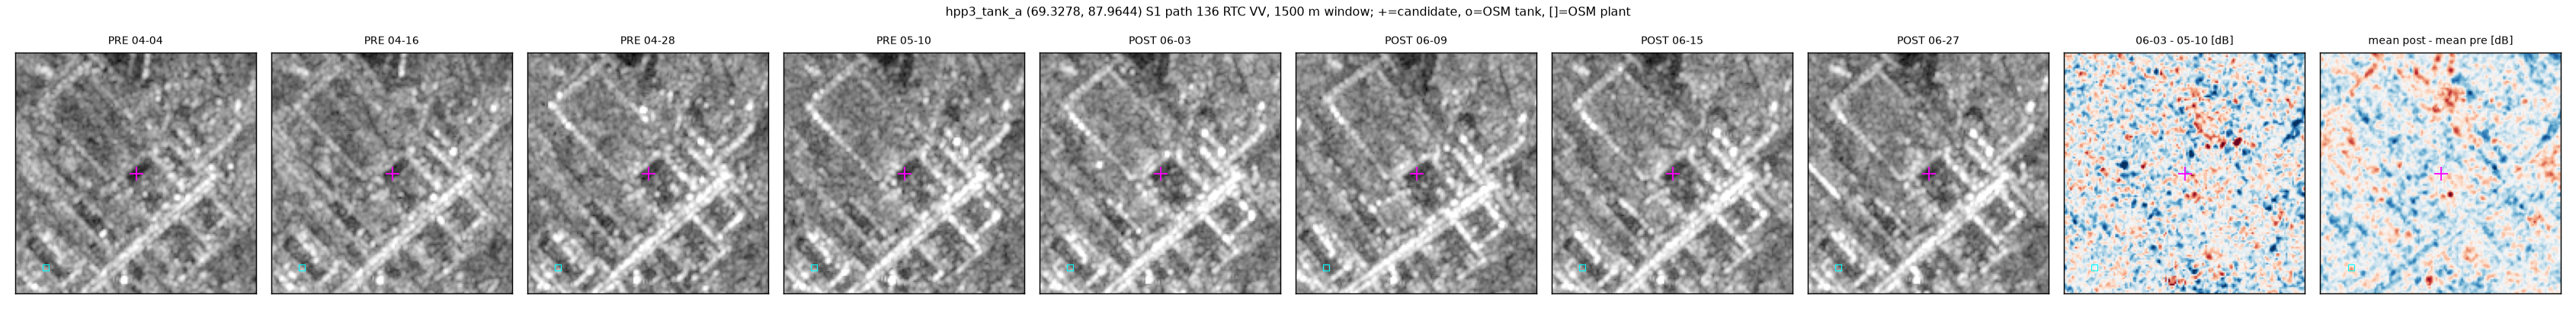 hpp3_tank_a (69.3278, 87.9644) S1 path 136 RTC VV, 1500 m window; +=candidate, o=OSM tank, []=OSM plant
PRE 04-04
PRE 04-16
PRE 04-28
PRE 05-10
POST 06-03
POST 06-09
POST 06-15
POST 06-27
06-03 - 05-10 [dB]
mean post - mean pre [dB]